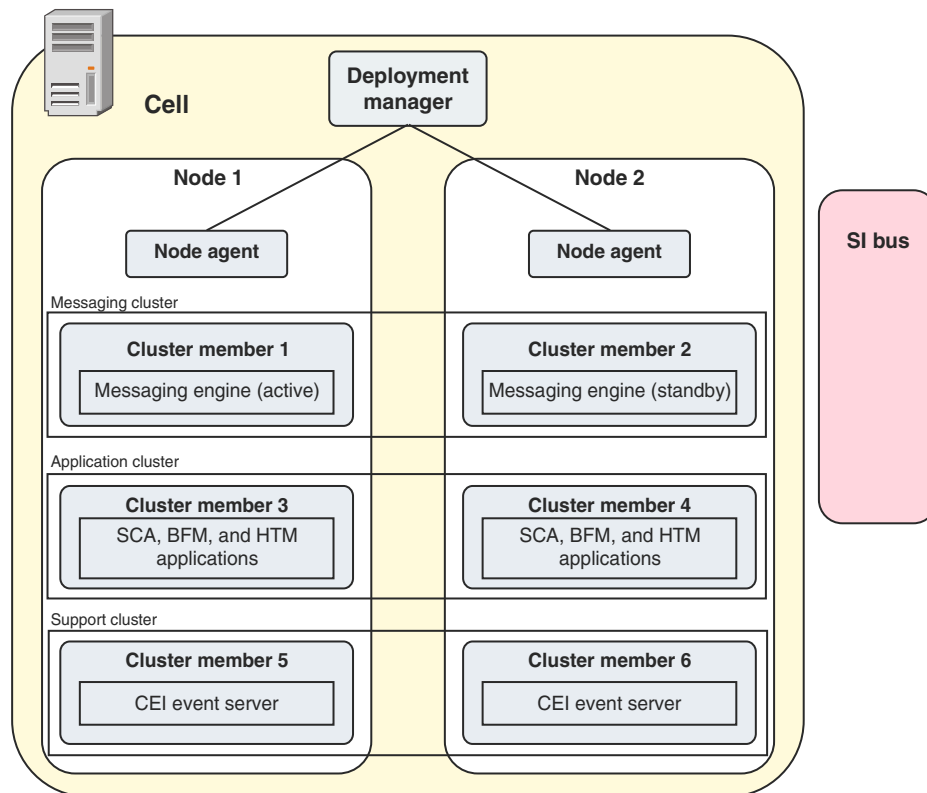 Deployment
manager
Cell
Node 1
Node 2
SI bus
Node agent
Node agent
Messaging cluster
Cluster member 1
Messaging engine (active)
Cluster member 2
Messaging engine (standby)
Application cluster
Cluster member 3
SCA, BFM, and HTM
applications
Cluster member 4
SCA, BFM, and HTM
applications
Support cluster
Cluster member 5
CEI event server
Cluster member 6
CEI event server